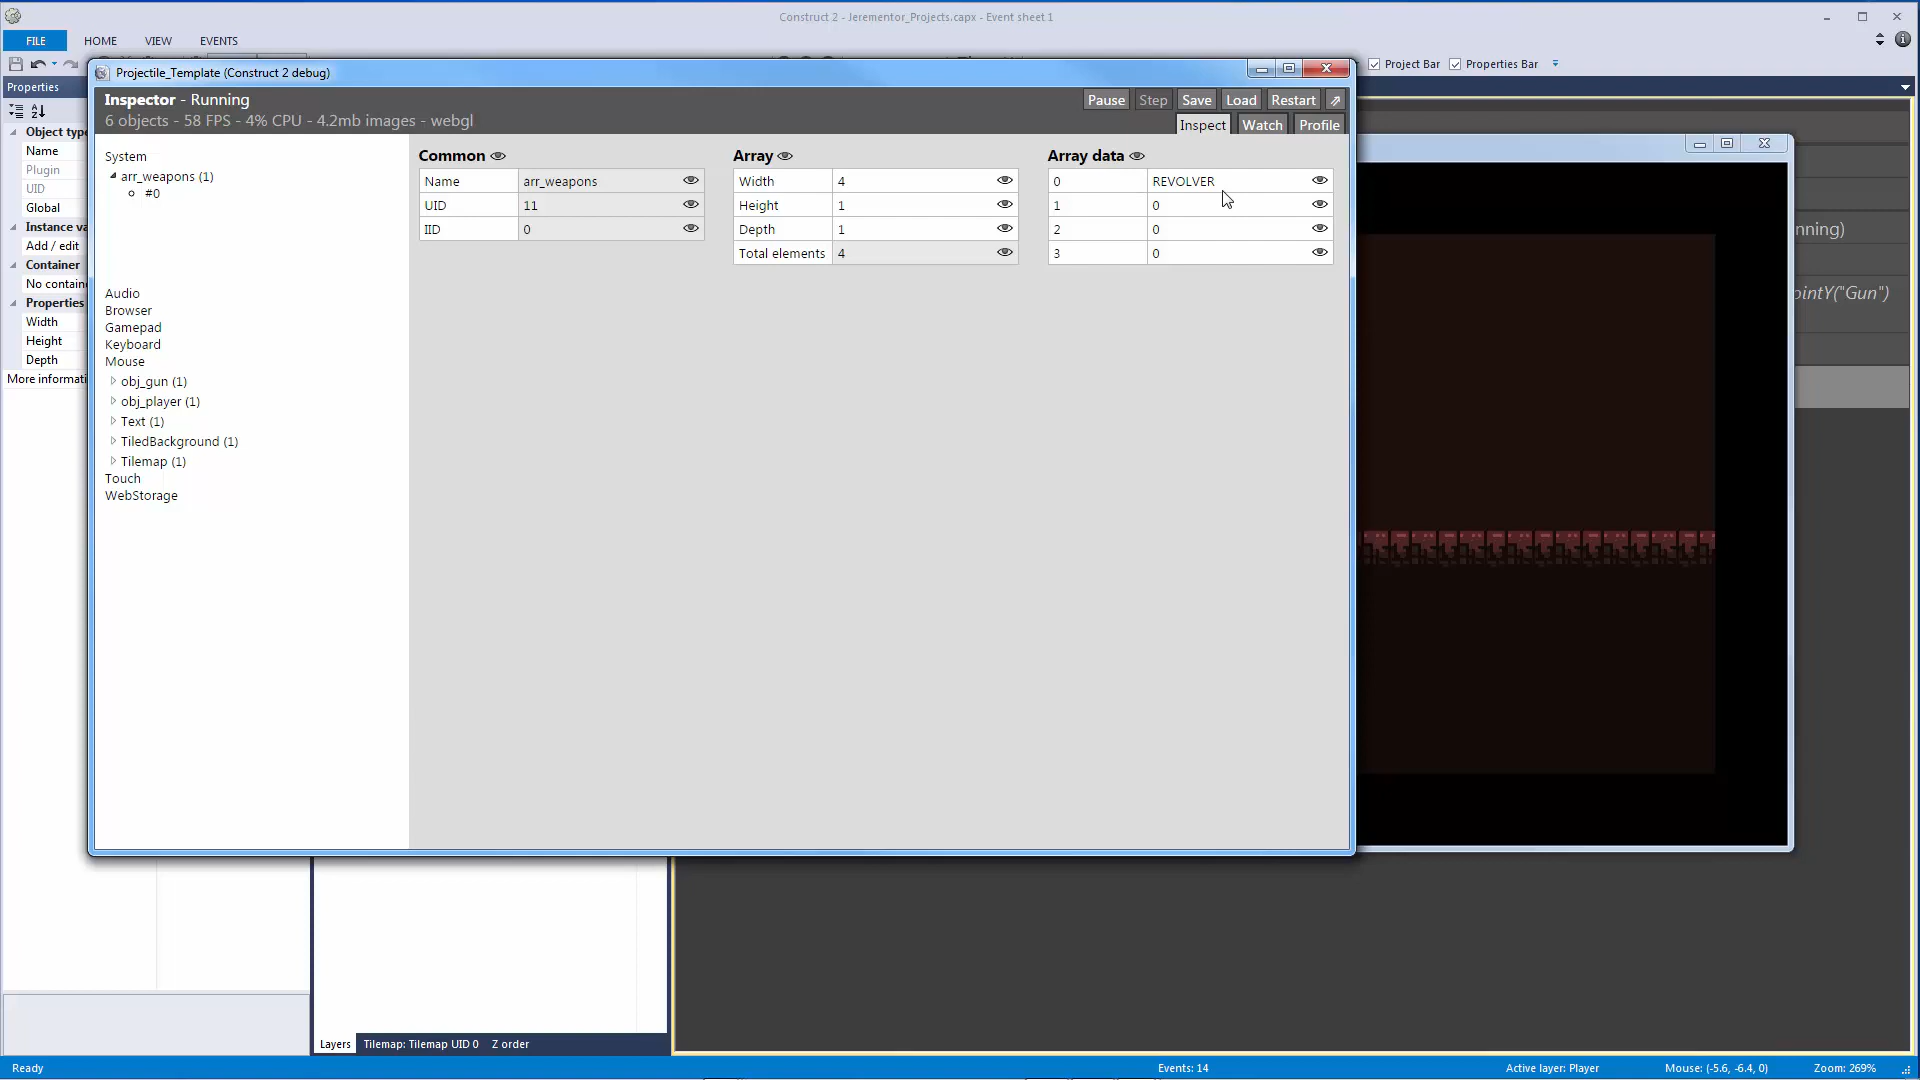 Construct 2 - Jerementor_Projects.capx - Event sheet 1
FILE
HOME
VIEW
EVENTS
Project Bar
Properties Bar
Properties
Projectile_Template (Construct 2 debug)
Inspector - Running
6 objects - 58 FPS - 4% CPU - 4.2mb images - webgl
Pause
Step
Save
Load
Restart
Inspect
Watch
Profile
Object type
Name
Plugin
UID
Global
Instance va
Add / edit
Container
No contain
Properties
Width
Height
Depth
More informati
System
arr_weapons (1)
#0
Audio
Browser
Gamepad
Keyboard
Mouse
obj_gun (1)
obj_player (1)
Text (1)
TiledBackground (1)
Tilemap (1)
Touch
WebStorage
Common
Name arr_weapons
UID 11
IID 0
Array
Width 4
Height 1
Depth 1
Total elements 4
Array data
0 REVOLVER
1 0
2 0
3 0
nning)
ointY("Gun")
Layers
Tilemap: Tilemap UID 0
Z order
Ready
Events: 14
Active layer: Player
Mouse: (-5.6, -6.4, 0)
Zoom: 269%